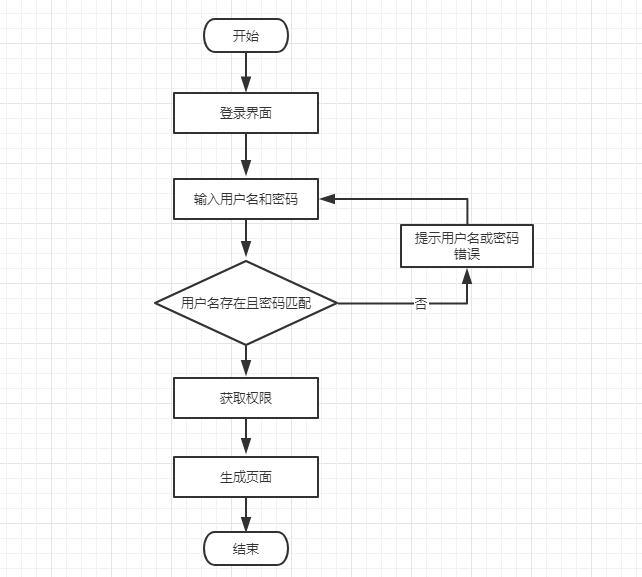 开始
登录界面
输入用户名和密码
提示用户名或密码
错误
用户名存在且密码匹配
否
获取权限
生成页面
结束